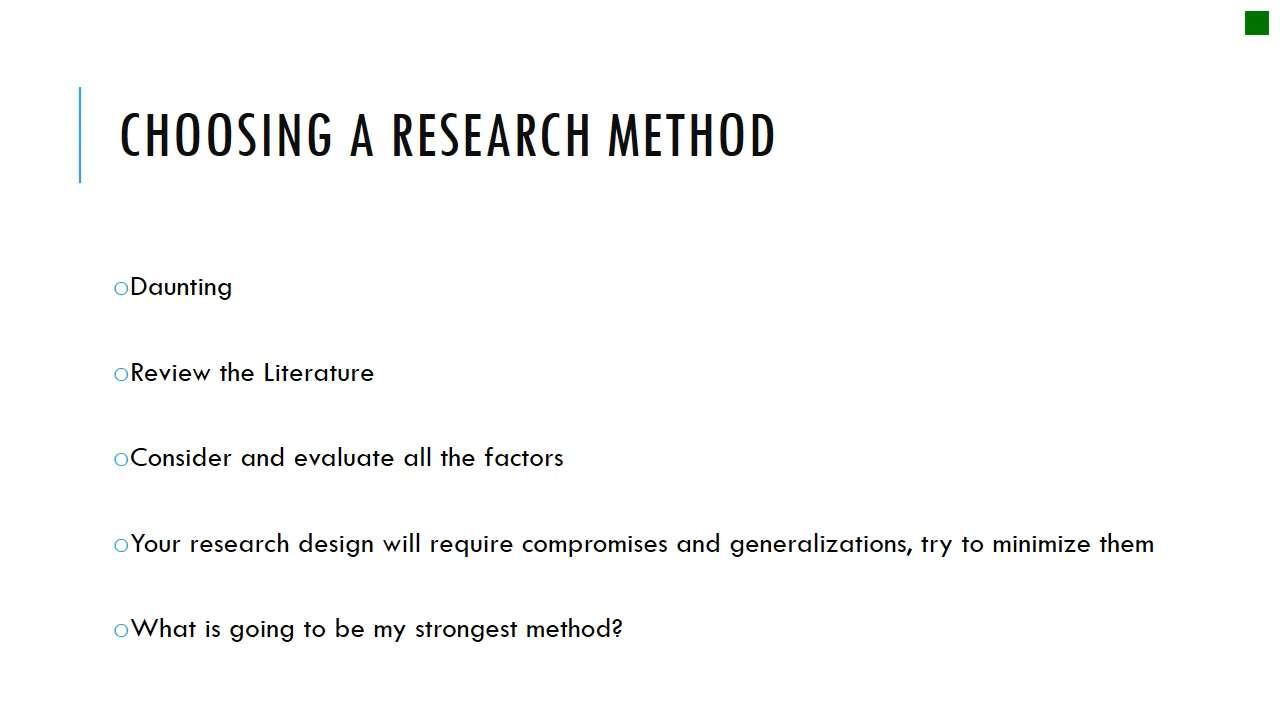 CHOOSING A RESEARCH METHOD
Daunting
Review the Literature
Consider and evaluate all the factors
Your research design will require compromises and generalizations, try to minimize them
What is going to be my strongest method?